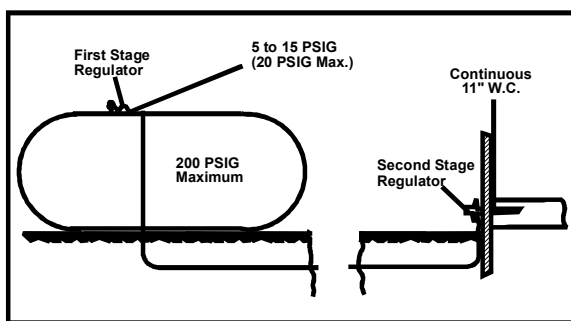 First Stage
Regulator
5 to 15 PSIG
(20 PSIG Max.)
Continuous
11" W.C.
200 PSIG
Maximum
Second Stage
Regulator